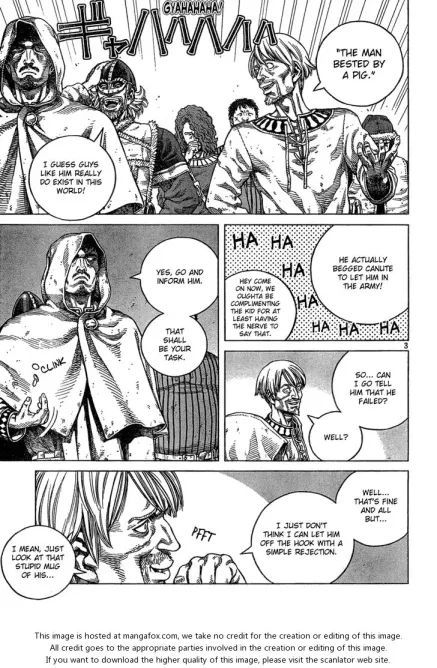 GYAHAHAHA!
ギャハハハハ
"THE MAN
BESTED BY
A PIG."
I GUESS GUYS
LIKE HIM REALLY
DO EXIST IN THIS
WORLD!
HE ACTUALLY
BEGGED CANUTE
TO LET HIM IN
THE ARMY!
HA HA
HA
HA
HA HA HA
HEY COME
ON NOW, WE
OUGHTA BE
COMPLIMENTING
THE KID FOR AT
LEAST HAVING
THE NERVE TO
SAY THAT.
3
SO... CAN
I GO TELL
HIM THAT HE
FAILED?
WELL?
YES, GO AND
INFORM HIM.
THAT
SHALL
BE YOUR
TASK.
CLINK
WELL...
THAT'S FINE
AND ALL
BUT...
I JUST DON'T
THINK I CAN LET HIM
OFF THE HOOK WITH A
SIMPLE REJECTION.
PFFT
I MEAN, JUST
LOOK AT THAT
STUPID MUG
OF HIS...
This image is hosted at mangafox.com, we take no credit for the creation or editing of this image.
All credit goes to the appropriate parties involved in the creation or editing of this image.
If you want to download the higher quality of this image, please visit the scanlator web site.